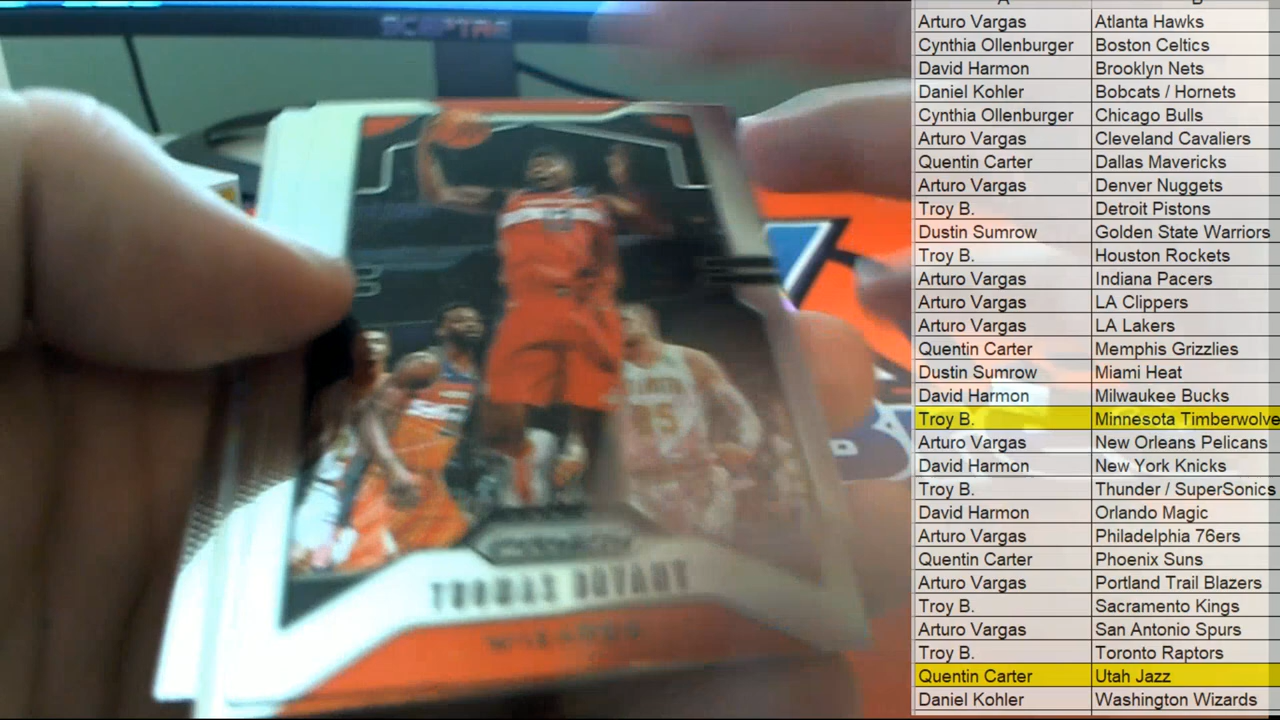 SCEPTRE
A B
Arturo Vargas Atlanta Hawks
Cynthia Ollenburger Boston Celtics
David Harmon Brooklyn Nets
Daniel Kohler Bobcats / Hornets
Cynthia Ollenburger Chicago Bulls
Arturo Vargas Cleveland Cavaliers
Quentin Carter Dallas Mavericks
Arturo Vargas Denver Nuggets
Troy B. Detroit Pistons
Dustin Sumrow Golden State Warriors
Troy B. Houston Rockets
Arturo Vargas Indiana Pacers
Arturo Vargas LA Clippers
Arturo Vargas LA Lakers
Quentin Carter Memphis Grizzlies
Dustin Sumrow Miami Heat
David Harmon Milwaukee Bucks
Troy B. Minnesota Timberwolve
Arturo Vargas New Orleans Pelicans
David Harmon New York Knicks
Troy B. Thunder / SuperSonics
David Harmon Orlando Magic
Arturo Vargas Philadelphia 76ers
Quentin Carter Phoenix Suns
Arturo Vargas Portland Trail Blazers
Troy B. Sacramento Kings
Arturo Vargas San Antonio Spurs
Troy B. Toronto Raptors
Quentin Carter Utah Jazz
Daniel Kohler Washington Wizards
15
PRIZM
THOMAS BRYANT
WIZARDS